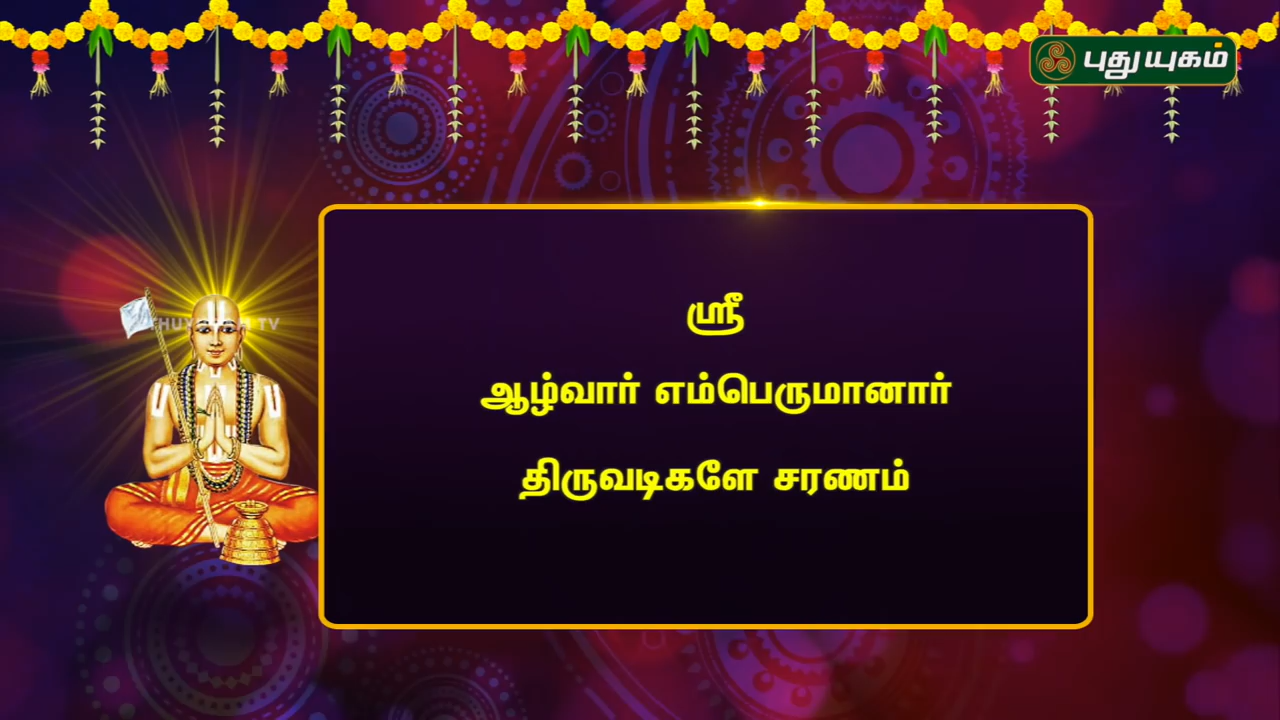 புதுயுகம்
ஸ்ரீ
ஆழ்வார் எம்பெருமானார்
திருவடிகளே சரணம்